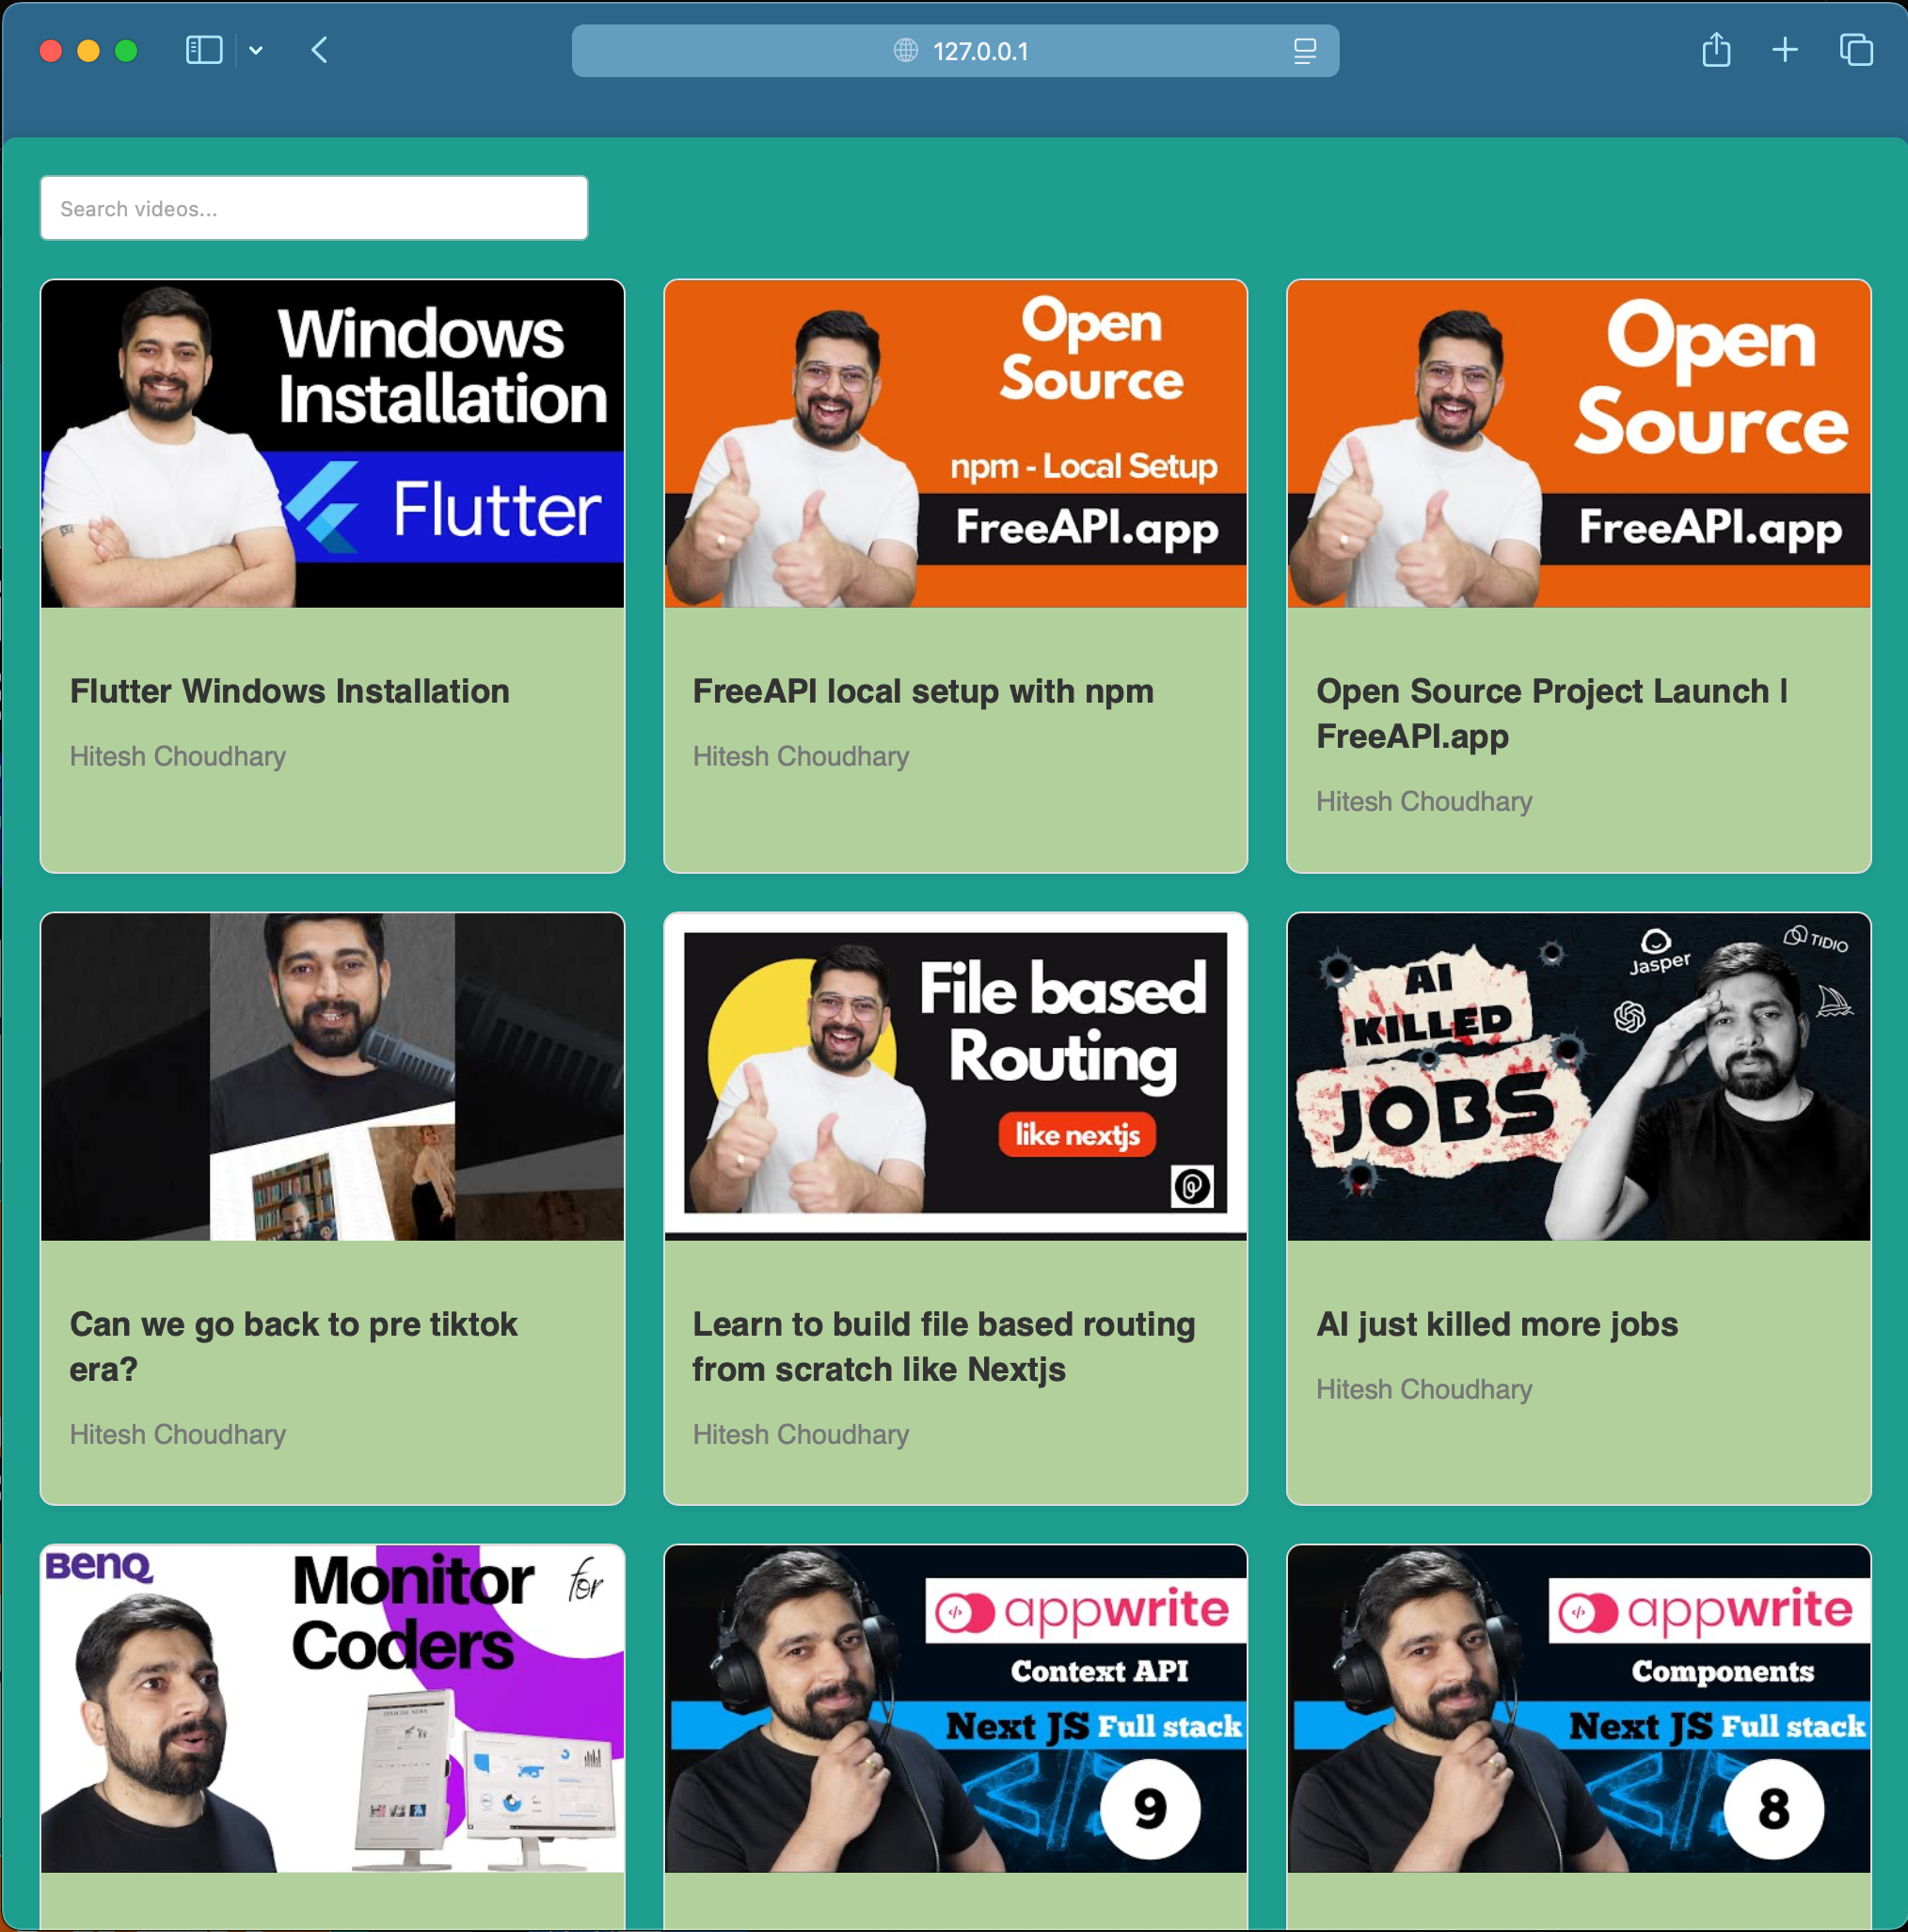 127.0.0.1
Search videos...
Windows
Installation
Flutter
Open
Source
npm - Local Setup
FreeAPI.app
Open
Source
FreeAPI.app
Flutter Windows Installation
Hitesh Choudhary
FreeAPI local setup with npm
Hitesh Choudhary
Open Source Project Launch |
FreeAPI.app
Hitesh Choudhary
File based
Routing
like nextjs
AI
KILLED
JOBS
Jasper
TIDIO
Can we go back to pre tiktok
era?
Hitesh Choudhary
Learn to build file based routing
from scratch like Nextjs
Hitesh Choudhary
AI just killed more jobs
Hitesh Choudhary
BenQ
Monitor for
Coders
FINACIAL NEWS
appwrite
Context API
Next JS Full stack
9
appwrite
Components
Next JS Full stack
8